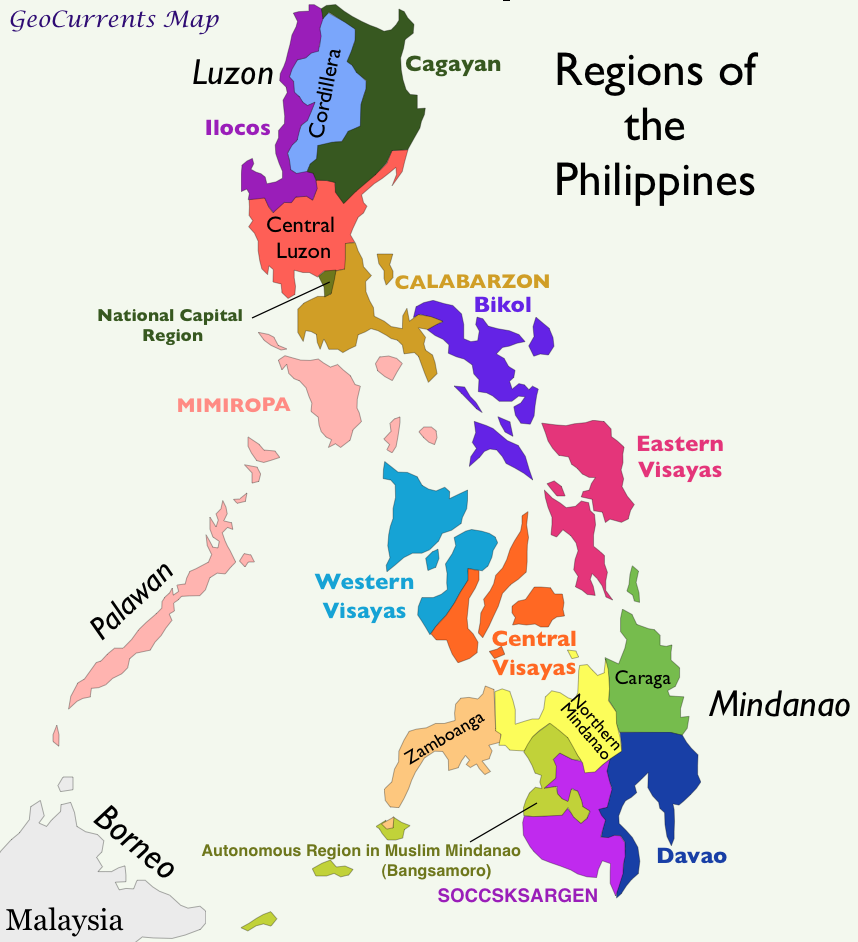 GeoCurrents Map
Regions of
the
Philippines
Luzon
Cordillera
Cagayan
Ilocos
Central
Luzon
CALABARZON
Bikol
National Capital
Region
MIMIROPA
Eastern
Visayas
Palawan
Western
Visayas
Central
Visayas
Caraga
Mindanao
Northern
Mindanao
Zamboanga
Borneo
Autonomous Region in Muslim Mindanao
(Bangsamoro)
Davao
SOCCSKSARGEN
Malaysia